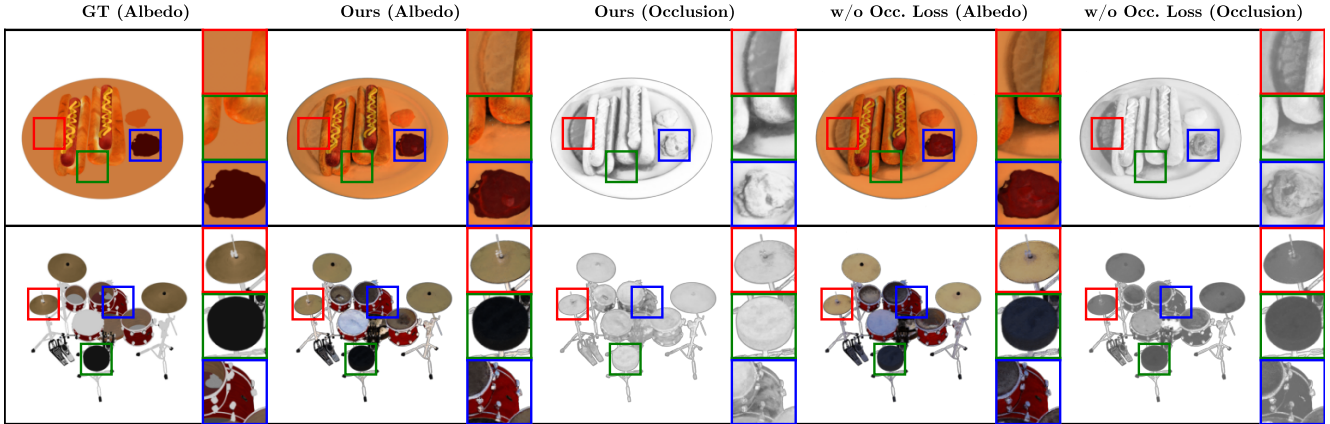 GT (Albedo)
Ours (Albedo)
Ours (Occlusion)
w/o Occ. Loss (Albedo)
w/o Occ. Loss (Occlusion)